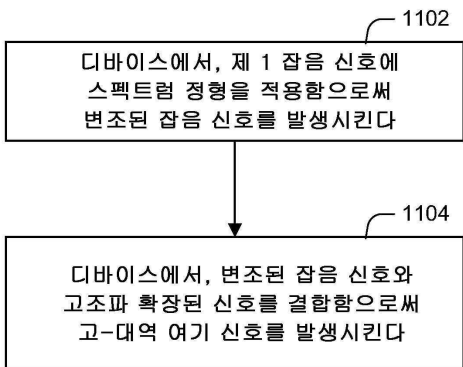 1102
디바이스에서, 제 1 잡음 신호에
스펙트럼 정형을 적용함으로써
변조된 잡음 신호를 발생시킨다
1104
디바이스에서, 변조된 잡음 신호와
고조파 확장된 신호를 결합함으로써
고-대역 여기 신호를 발생시킨다